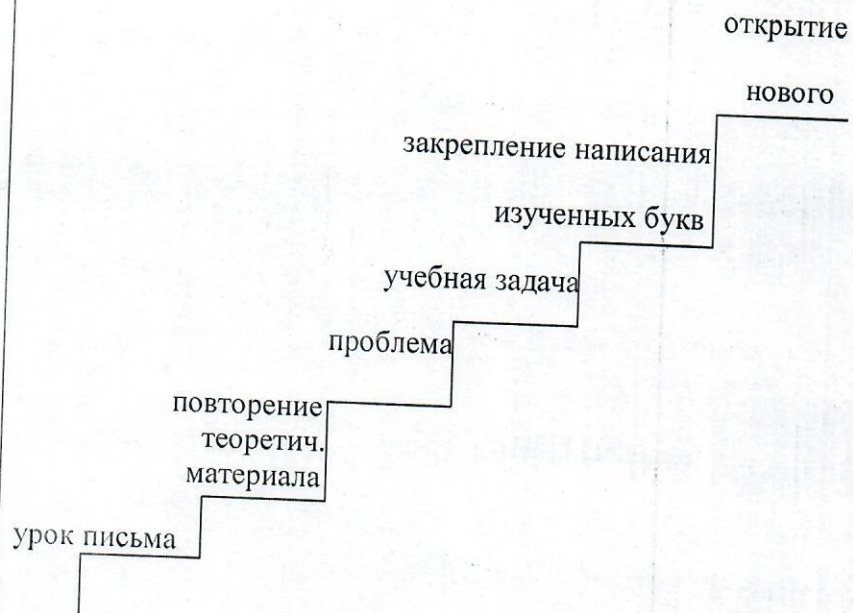 открытие
нового
закрепление написания
изученных букв
учебная задача
проблема
повторение
теоретич.
материала
урок письма